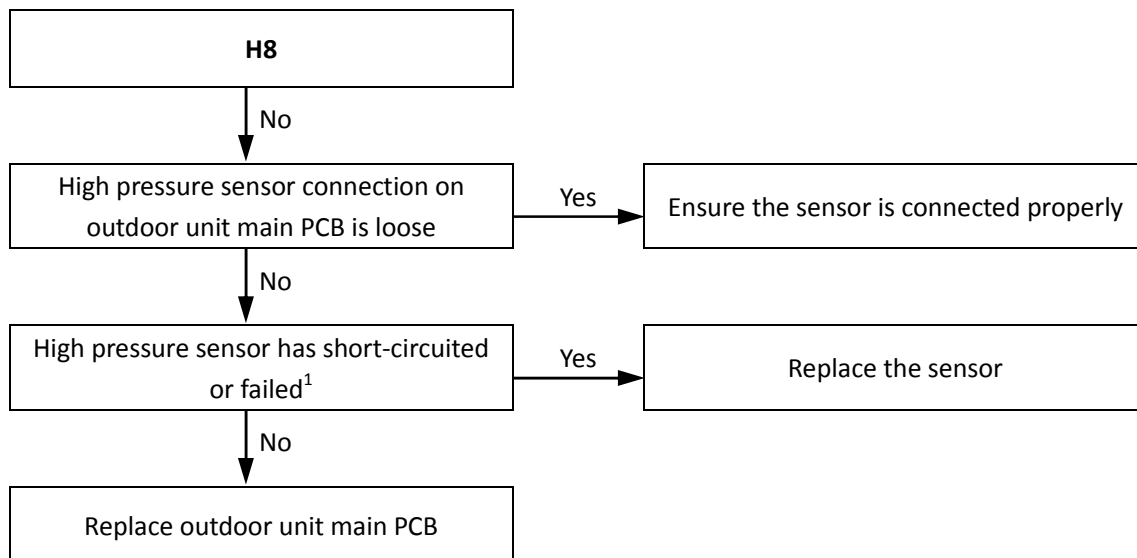 H8
No
High pressure sensor connection on
outdoor unit main PCB is loose
Yes
Ensure the sensor is connected properly
No
High pressure sensor has short-circuited
or failed¹
Yes
Replace the sensor
No
Replace outdoor unit main PCB